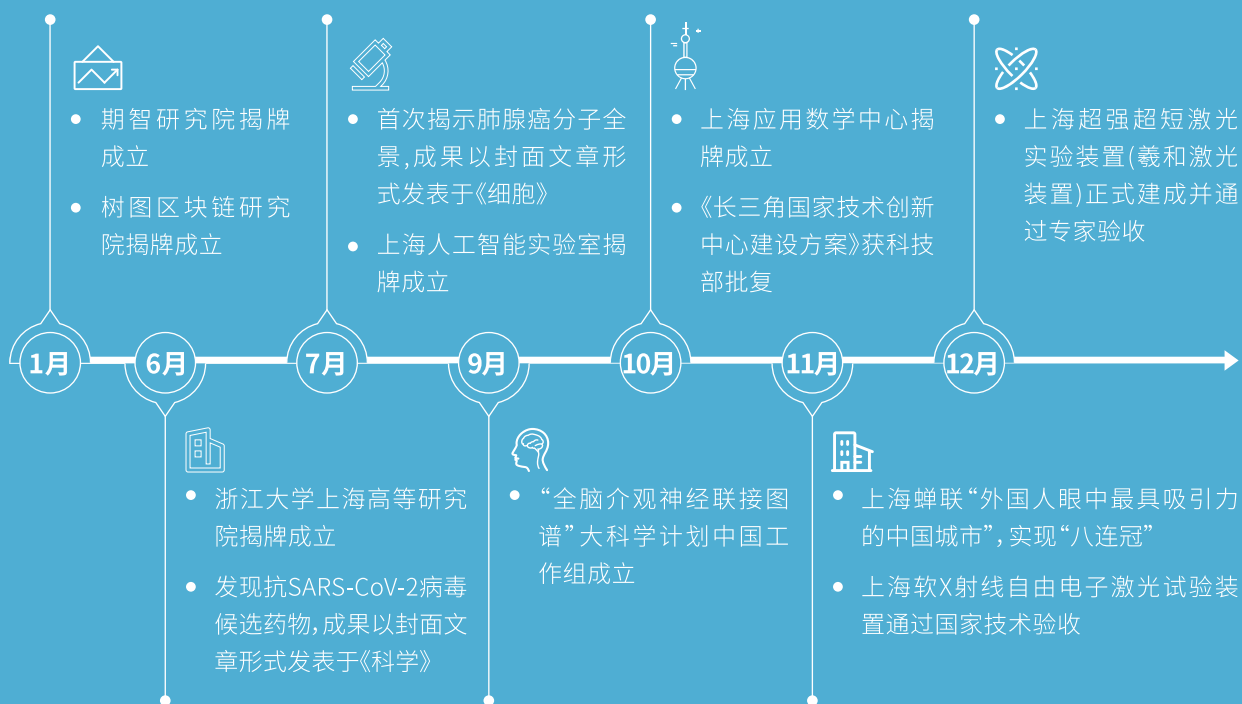 期智研究院揭牌
成立
树图区块链研究
院揭牌成立
首次揭示肺腺癌分子全
景,成果以封面文章形
式发表于《细胞》
上海人工智能实验室揭
牌成立
上海应用数学中心揭
牌成立
《长三角国家技术创新
中心建设方案》获科技
部批复
上海超强超短激光
实验装置(羲和激光
装置)正式建成并通
过专家验收
1月
6月
7月
9月
10月
11月
12月
浙江大学上海高等研究
院揭牌成立
发现抗SARS-CoV-2病毒
候选药物,成果以封面文
章形式发表于《科学》
“全脑介观神经联接图
谱”大科学计划中国工
作组成立
上海蝉联“外国人眼中最具吸引力
的中国城市”,实现“八连冠”
上海软X射线自由电子激光试验装
置通过国家技术验收